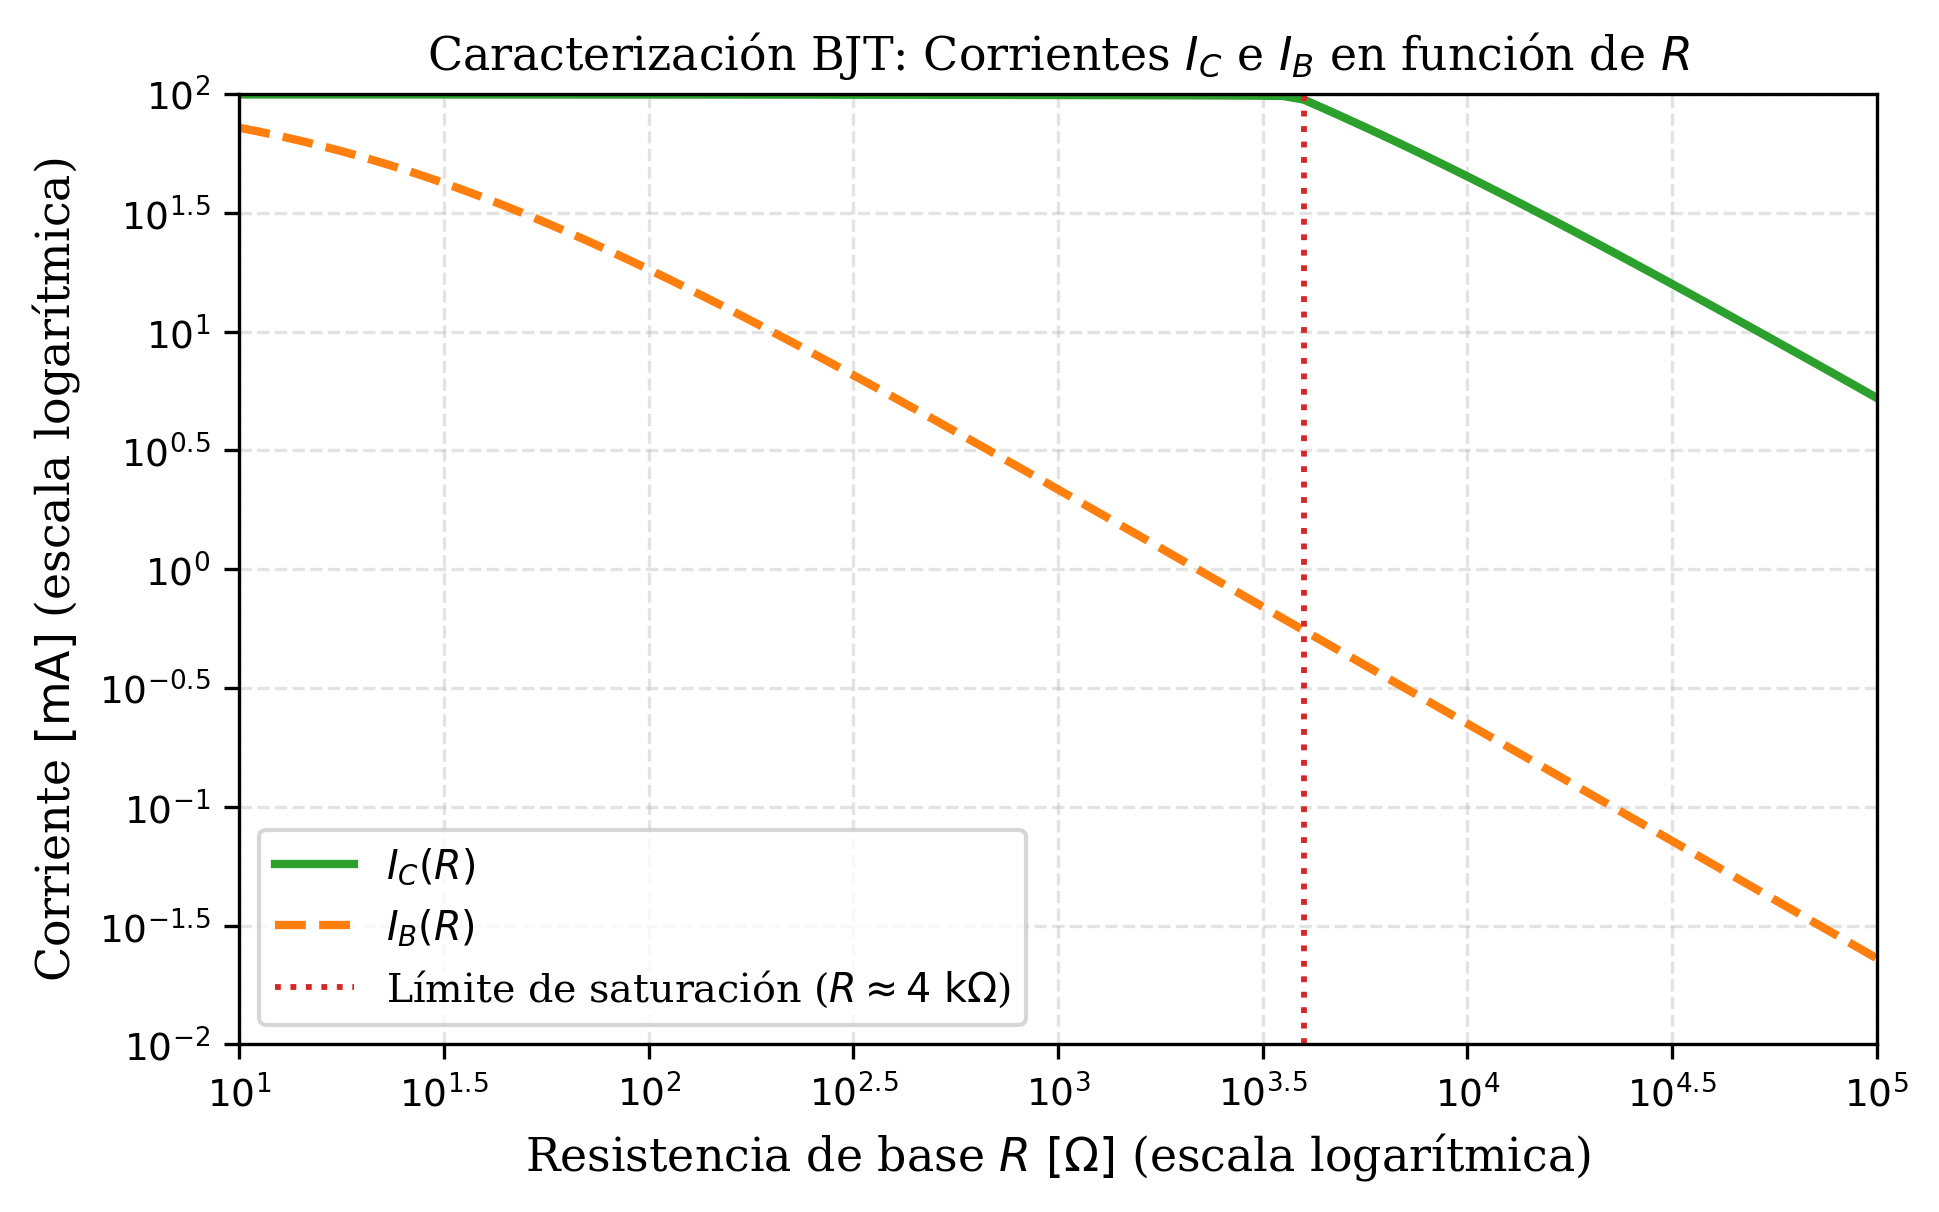 Caracterización BJT: Corrientes $I_C$ e $I_B$ en función de $R$
Corriente [mA] (escala logarítmica)
$10^{2}$
$10^{1.5}$
$10^{1}$
$10^{0.5}$
$10^{0}$
$10^{-0.5}$
$10^{-1}$
$10^{-1.5}$
$10^{-2}$
$I_C(R)$
$I_B(R)$
Límite de saturación ($R \approx 4$ kΩ)
$10^{1}$ $10^{1.5}$ $10^{2}$ $10^{2.5}$ $10^{3}$ $10^{3.5}$ $10^{4}$ $10^{4.5}$ $10^{5}$
Resistencia de base $R$ [Ω] (escala logarítmica)